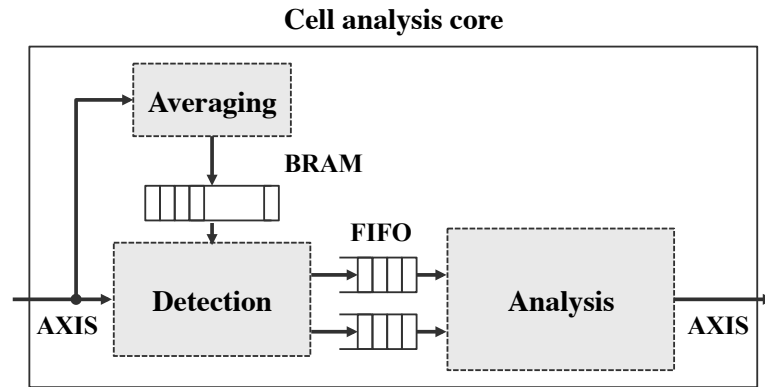 Cell analysis core
Averaging
BRAM
FIFO
Detection
Analysis
AXIS
AXIS